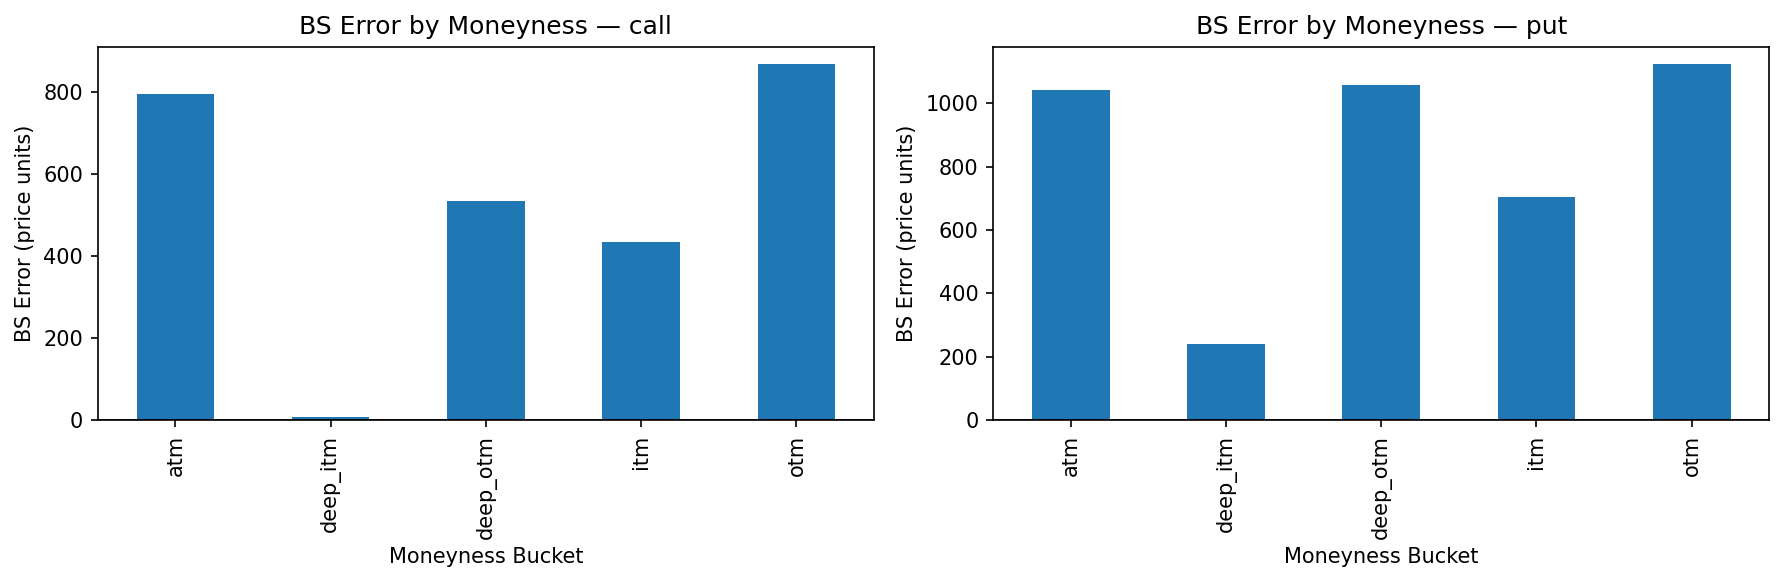 BS Error by Moneyness — call
BS Error (price units)
800
600
400
200
0
atm
deep_itm
deep_otm
itm
otm
Moneyness Bucket
BS Error by Moneyness — put
BS Error (price units)
1000
800
600
400
200
0
atm
deep_itm
deep_otm
itm
otm
Moneyness Bucket